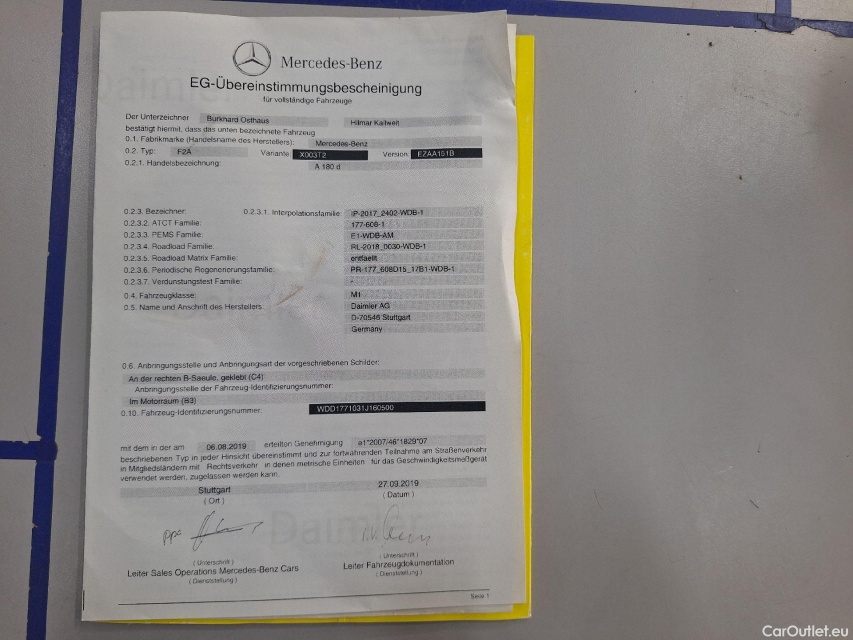 Mercedes-Benz
EG-Übereinstimmungsbescheinigung
für vollständige Fahrzeuge
Der Unterzeichner Burkhard Oelhaus Hilmar Kallweit
bestätigt hiermit, dass das unten bezeichnete Fahrzeug
0.1. Fabrikmarke (Handelsname des Herstellers): Mercedes-Benz
0.2. Typ: F2A Variante: X003T2 Version: EZAA151B
0.2.1. Handelsbezeichnung: A 180 d
0.2.3. Bezeichner: 0.2.3.1. Interpolationsfamilie: IP-2017_2402-WDB-1
0.2.3.2. ATCT Familie: 177-608-1
0.2.3.3. PEMS Familie: E1-WDB-AM
0.2.3.4. Roadload Familie: RL-2018_0030-WDB-1
0.2.3.5. Roadload Matrix Familie: entfaellt
0.2.3.6. Periodische Regenerierungsfamilie: PR-177_608D15_17B1-WDB-1
0.2.3.7. Verdunstungstest Familie: -
0.4. Fahrzeugklasse: M1
0.5. Name und Anschrift des Herstellers: Daimler AG
D-70546 Stuttgart
Germany
0.6. Anbringungsstelle und Anbringungsart der vorgeschriebenen Schilder:
An der rechten B-Saeule, geklebt (C4)
Anbringungsstelle der Fahrzeug-Identifizierungsnummer:
Im Motorraum (B3)
0.10. Fahrzeug-Identifizierungsnummer: WDD1771031J160500
mit dem in der am 06.08.2019 erteilten Genehmigung e1*2007/46*1829*07
beschriebenen Typ in jeder Hinsicht übereinstimmt und zur fortwährenden Teilnahme am Straßenverkehr
in Mitgliedsländern mit Rechtsverkehr in denen metrische Einheiten für das Geschwindigkeitsmeßgerät
verwendet werden, zugelassen werden kann.
Stuttgart 27.09.2019
( Ort ) ( Datum )
ppa
( Unterschrift ) ( Unterschrift )
Leiter Sales Operations Mercedes-Benz Cars Leiter Fahrzeugdokumentation
( Dienststellung ) ( Dienststellung )
Seite 1
CarOutlet.eu